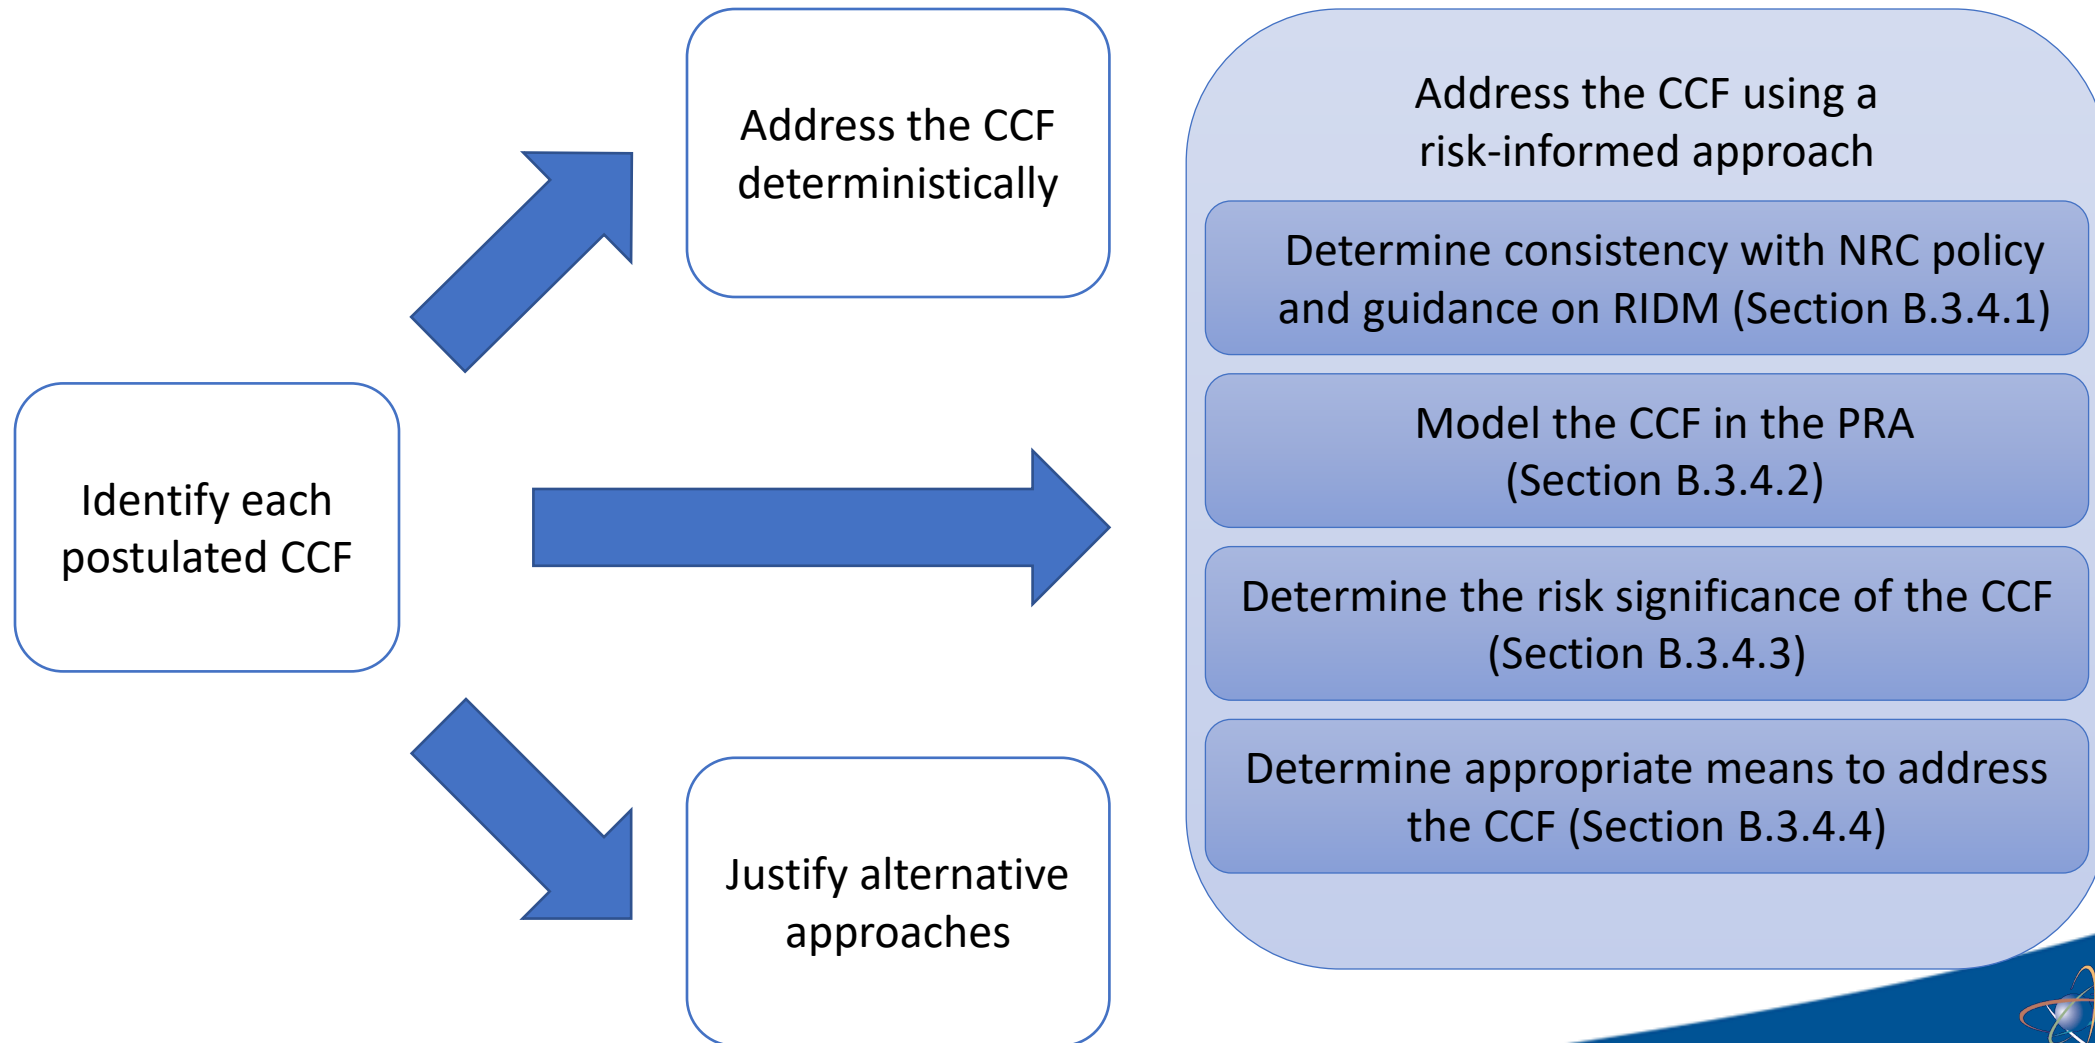 Identify each
postulated CCF
Address the CCF
deterministically
Justify alternative
approaches
Address the CCF using a
risk-informed approach
Determine consistency with NRC policy
and guidance on RIDM (Section B.3.4.1)
Model the CCF in the PRA
(Section B.3.4.2)
Determine the risk significance of the CCF
(Section B.3.4.3)
Determine appropriate means to address
the CCF (Section B.3.4.4)